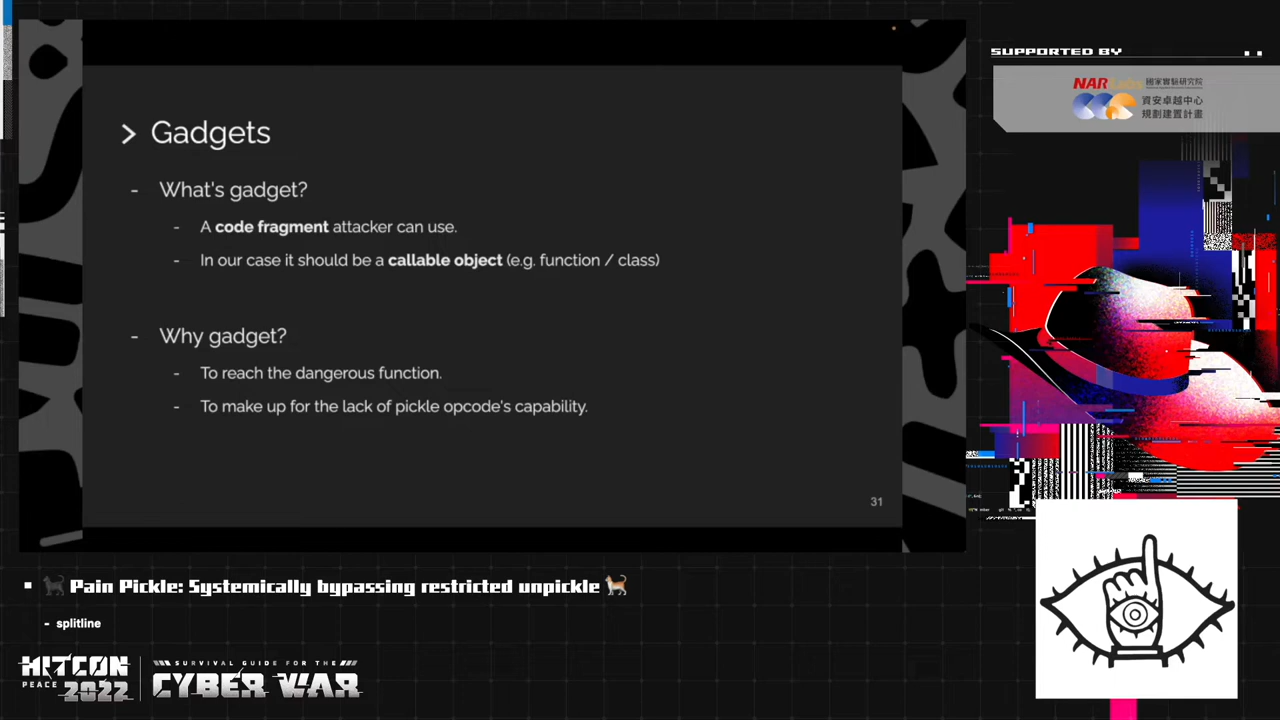 SUPPORTED BY
NARLabs 國家實驗研究院
資安卓越中心
規劃建置計畫
> Gadgets
- What's gadget?
- A code fragment attacker can use.
- In our case it should be a callable object (e.g. function / class)
- Why gadget?
- To reach the dangerous function.
- To make up for the lack of pickle opcode's capability.
31
Pain Pickle: Systemically bypassing restricted unpickle
- splitline
HITCON
PEACE 2022
SURVIVAL GUIDE FOR THE
CYBER WAR